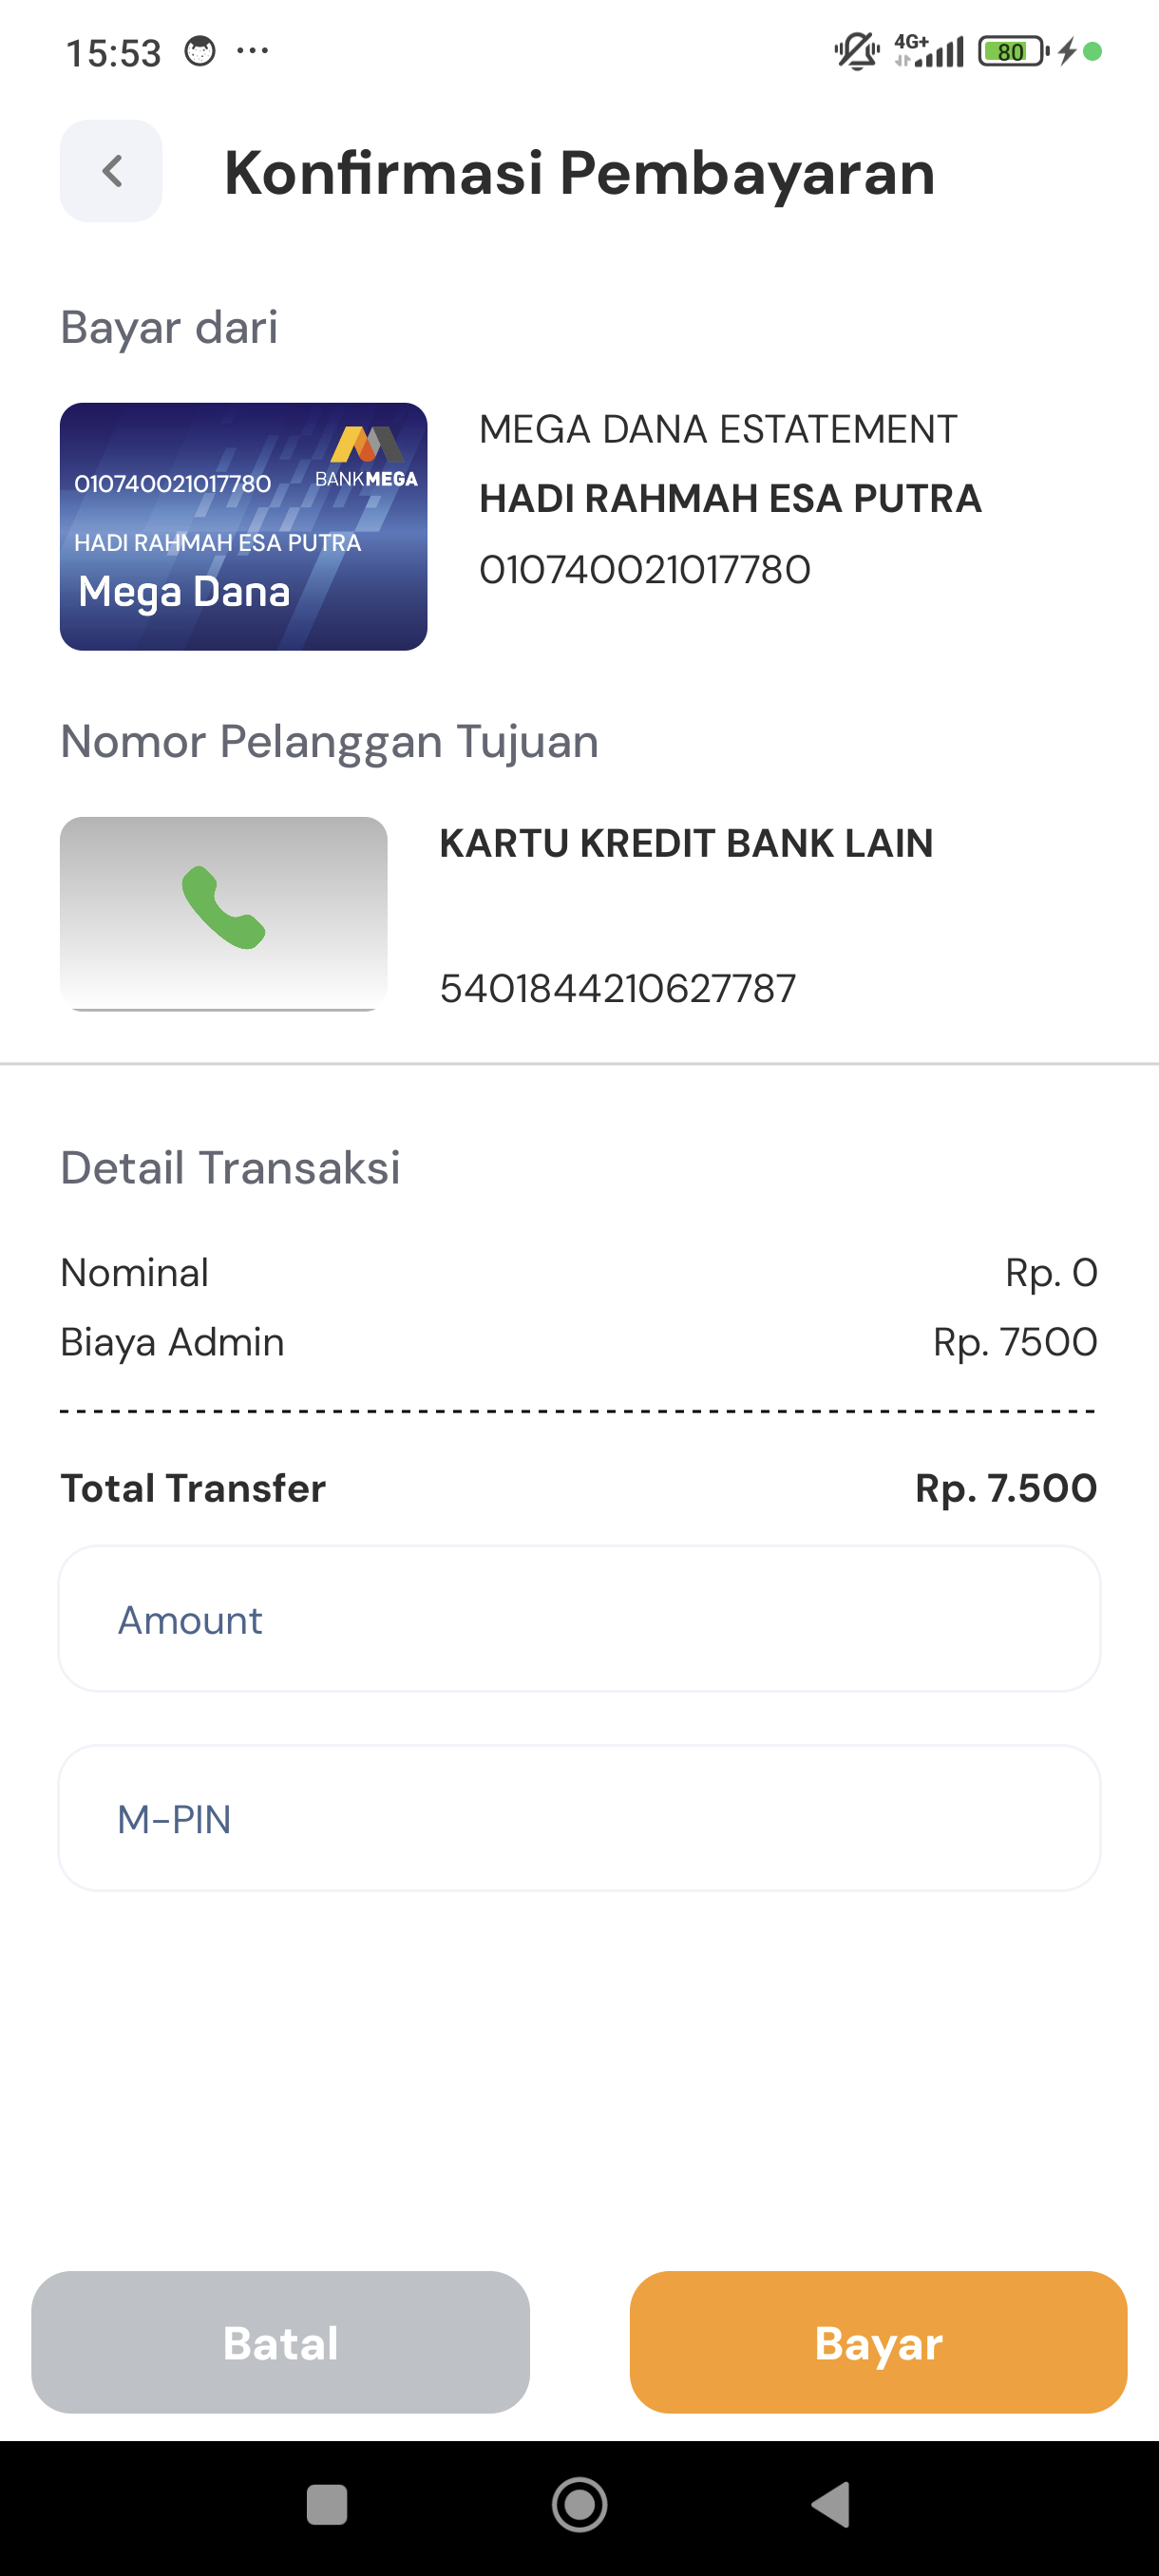 15:53
4G+
80
Konfirmasi Pembayaran
Bayar dari
BANK MEGA
010740021017780
HADI RAHMAH ESA PUTRA
Mega Dana
MEGA DANA ESTATEMENT
HADI RAHMAH ESA PUTRA
010740021017780
Nomor Pelanggan Tujuan
KARTU KREDIT BANK LAIN
5401844210627787
Detail Transaksi
Nominal Rp. 0
Biaya Admin Rp. 7500
Total Transfer Rp. 7.500
Amount
M-PIN
Batal Bayar